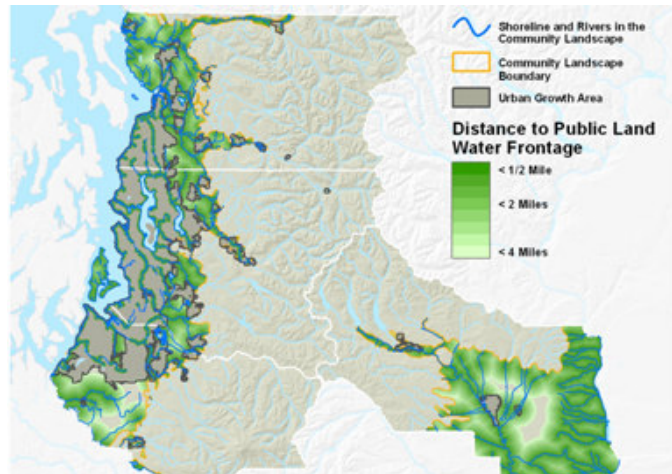 Shoreline and Rivers in the
Community Landscape
Community Landscape
Boundary
Urban Growth Area
Distance to Public Land
Water Frontage
< 1/2 Mile
< 2 Miles
< 4 Miles